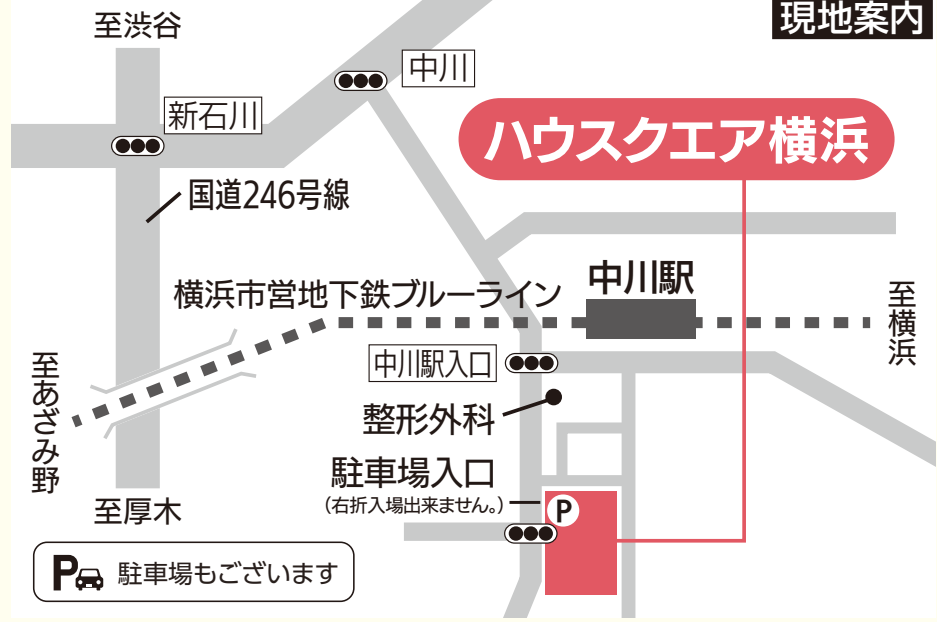 現地案内
至渋谷
中川
新石川
ハウスクエア横浜
国道246号線
中川駅
横浜市営地下鉄ブルーライン
至横浜
中川駅入口
至あざみ野
整形外科
駐車場入口
(右折入場出来ません。)
P
至厚木
P 駐車場もございます